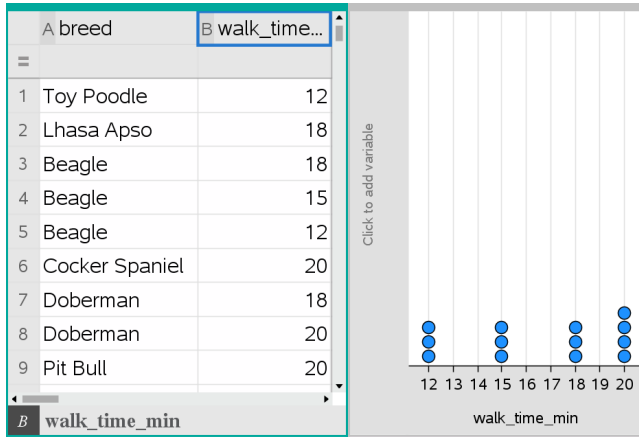 A breed B walk_time...
=
1 Toy Poodle 12
2 Lhasa Apso 18
3 Beagle 18
4 Beagle 15
5 Beagle 12
6 Cocker Spaniel 20
7 Doberman 18
8 Doberman 20
9 Pit Bull 20
B walk_time_min
Click to add variable
12 13 14 15 16 17 18 19 20
walk_time_min